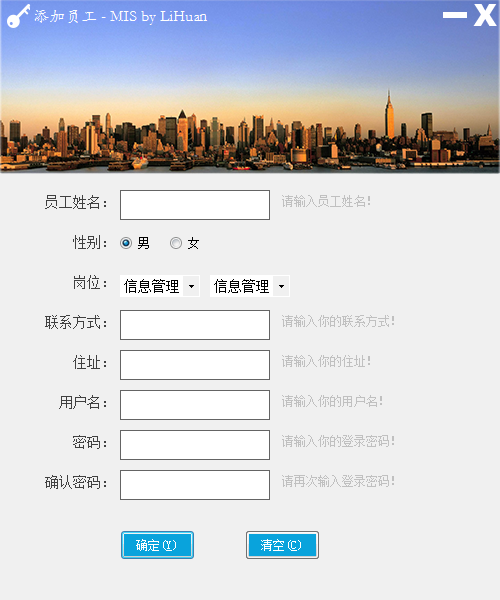 添加员工 - MIS by LiHuan
员工姓名： 请输入员工姓名!
性别： 男 女
岗位： 信息管理 信息管理
联系方式： 请输入你的联系方式!
住址： 请输入你的住址!
用户名： 请输入你的用户名!
密码： 请输入你的登录密码!
确认密码： 请再次输入登录密码!
确定(Y) 清空(C)